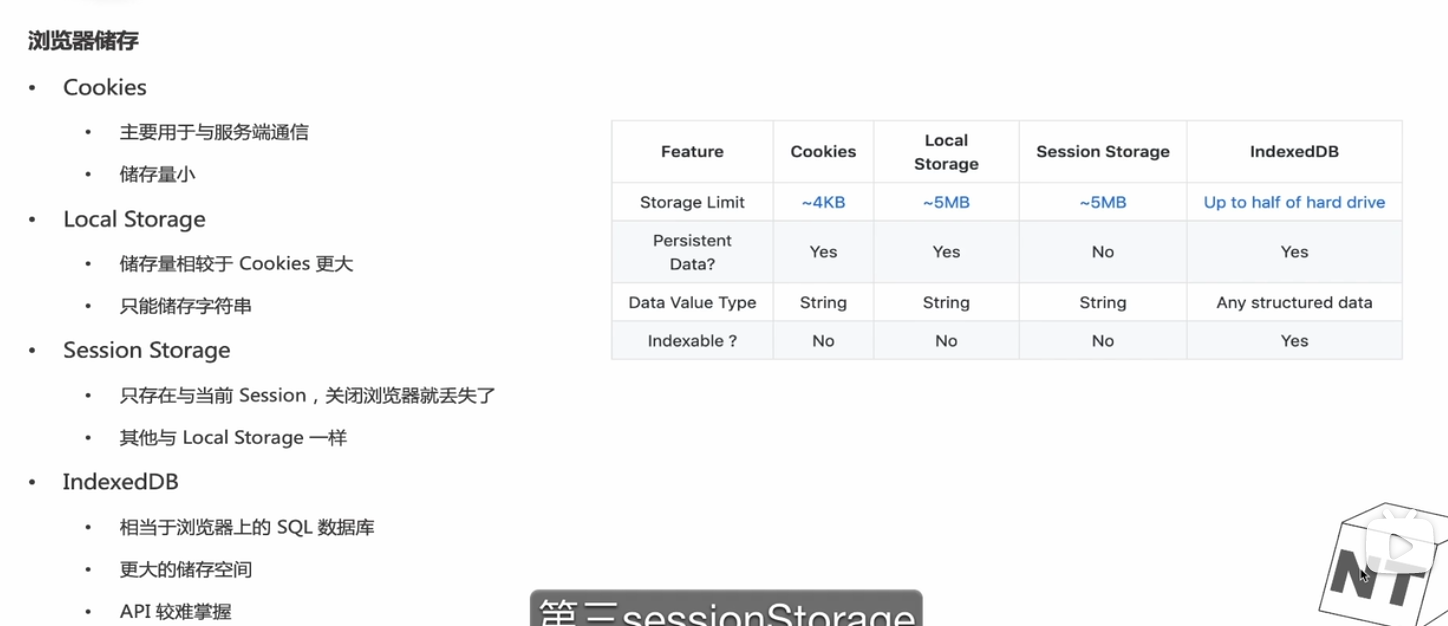 浏览器储存
• Cookies
• 主要用于与服务端通信
• 储存量小
• Local Storage
• 储存量相较于 Cookies 更大
• 只能储存字符串
• Session Storage
• 只存在与当前 Session，关闭浏览器就丢失了
• 其他与 Local Storage 一样
• IndexedDB
• 相当于浏览器上的 SQL 数据库
• 更大的储存空间
• API 较难掌握
Feature Cookies Local Storage Session Storage IndexedDB
Storage Limit ~4KB ~5MB ~5MB Up to half of hard drive
Persistent Data? Yes Yes No Yes
Data Value Type String String String Any structured data
Indexable ? No No No Yes
NT
第三sessionStorage